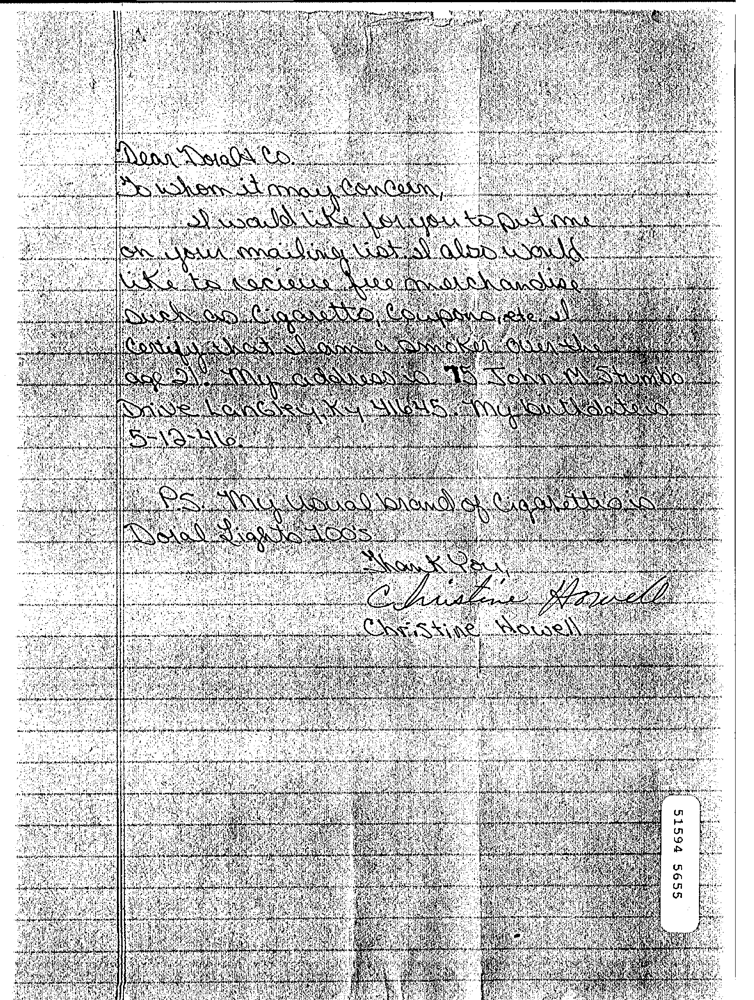 Dear Doral & Co.
To whom it may concern,
I would like for you to put me
on your mailing list. I also would
like to recieve free merchandise
such as Cigaretts, Coupons, etc. I
certify that I am a smoker over the
age 21. My address is 75 John M. Stumbo
Drive Langley, Ky 41645. My birthdate is
5-12-46.
P.S. My usual brand of Cigaretts is
Doral Lights 100's
Thank You,
Christine Howell
Christine Howell
51594 5655